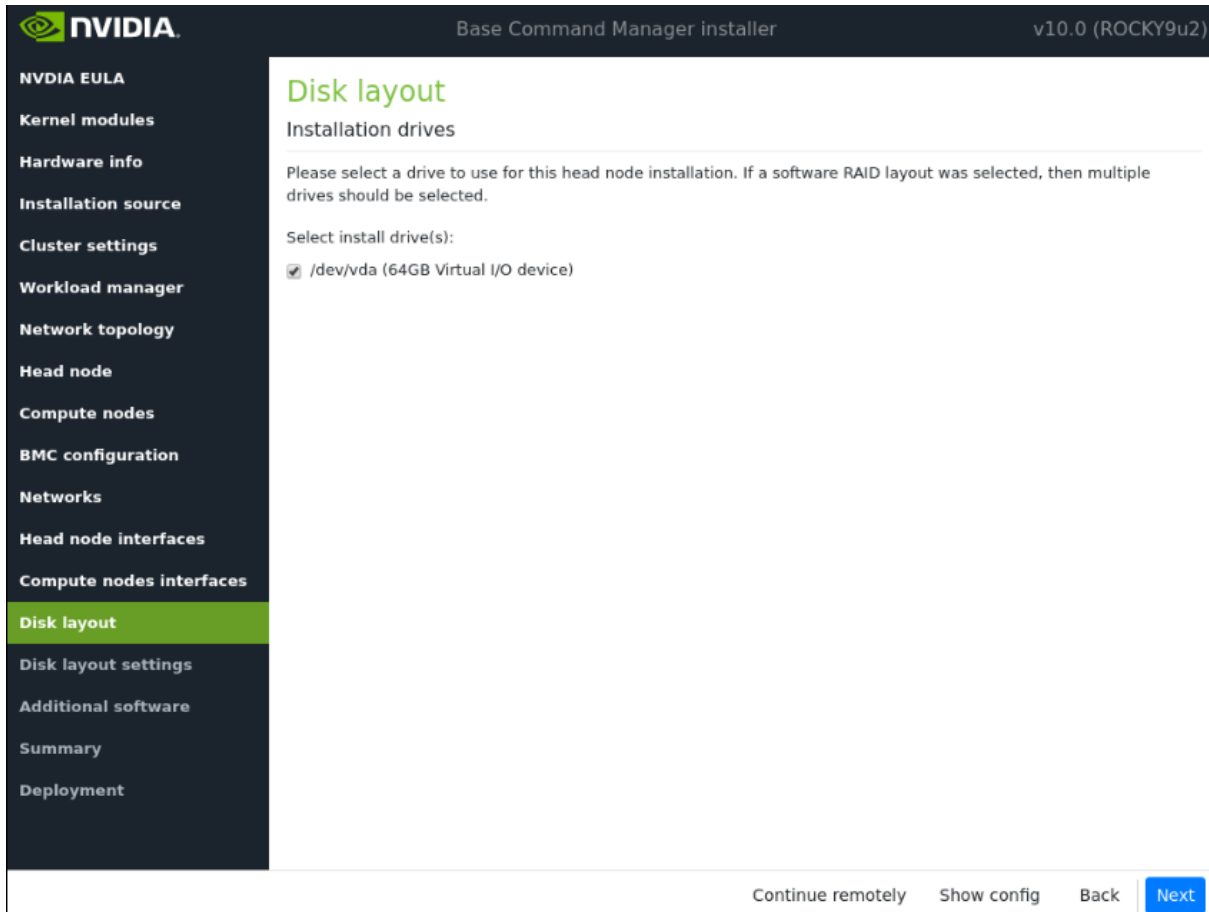 NVIDIA.
Base Command Manager installer
v10.0 (ROCKY9u2)
NVDIA EULA
Kernel modules
Hardware info
Installation source
Cluster settings
Workload manager
Network topology
Head node
Compute nodes
BMC configuration
Networks
Head node interfaces
Compute nodes interfaces
Disk layout
Disk layout settings
Additional software
Summary
Deployment
Disk layout
Installation drives
Please select a drive to use for this head node installation. If a software RAID layout was selected, then multiple
drives should be selected.
Select install drive(s):
/dev/vda (64GB Virtual I/O device)
Continue remotely
Show config
Back
Next